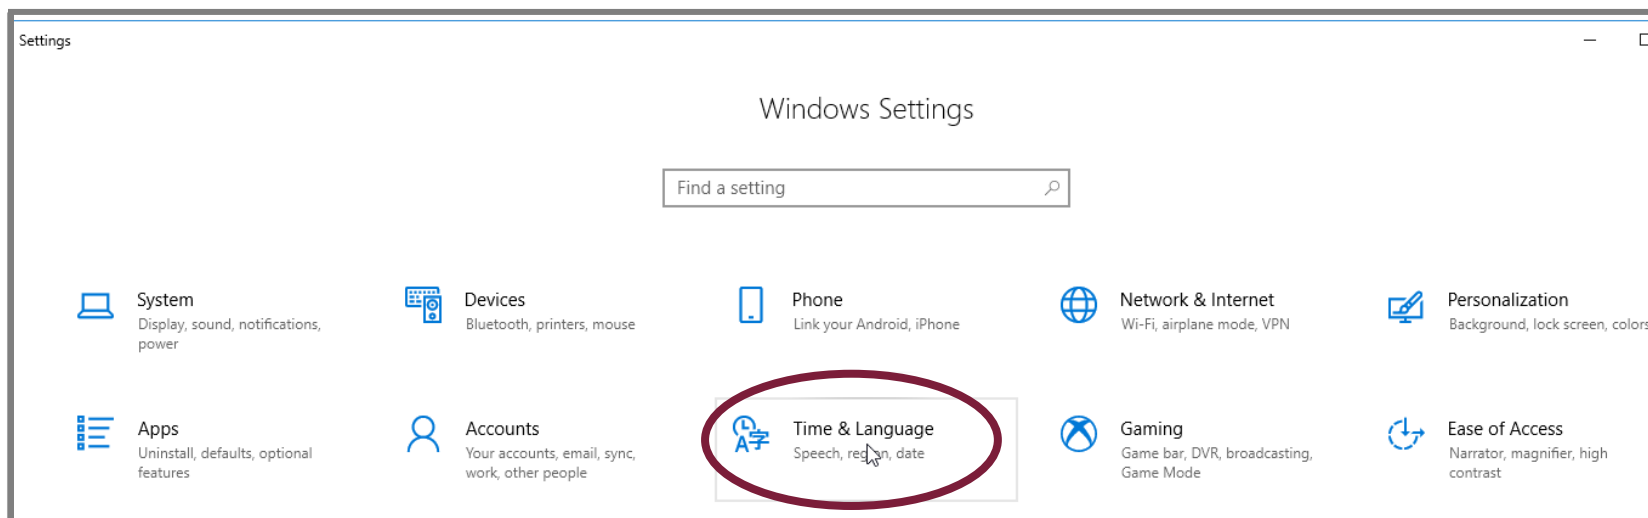 Settings
Windows Settings
Find a setting
System
Display, sound, notifications,
power
Devices
Bluetooth, printers, mouse
Phone
Link your Android, iPhone
Network & Internet
Wi-Fi, airplane mode, VPN
Personalization
Background, lock screen, colors
Apps
Uninstall, defaults, optional
features
Accounts
Your accounts, email, sync,
work, other people
Time & Language
Speech, region, date
Gaming
Game bar, DVR, broadcasting,
Game Mode
Ease of Access
Narrator, magnifier, high
contrast